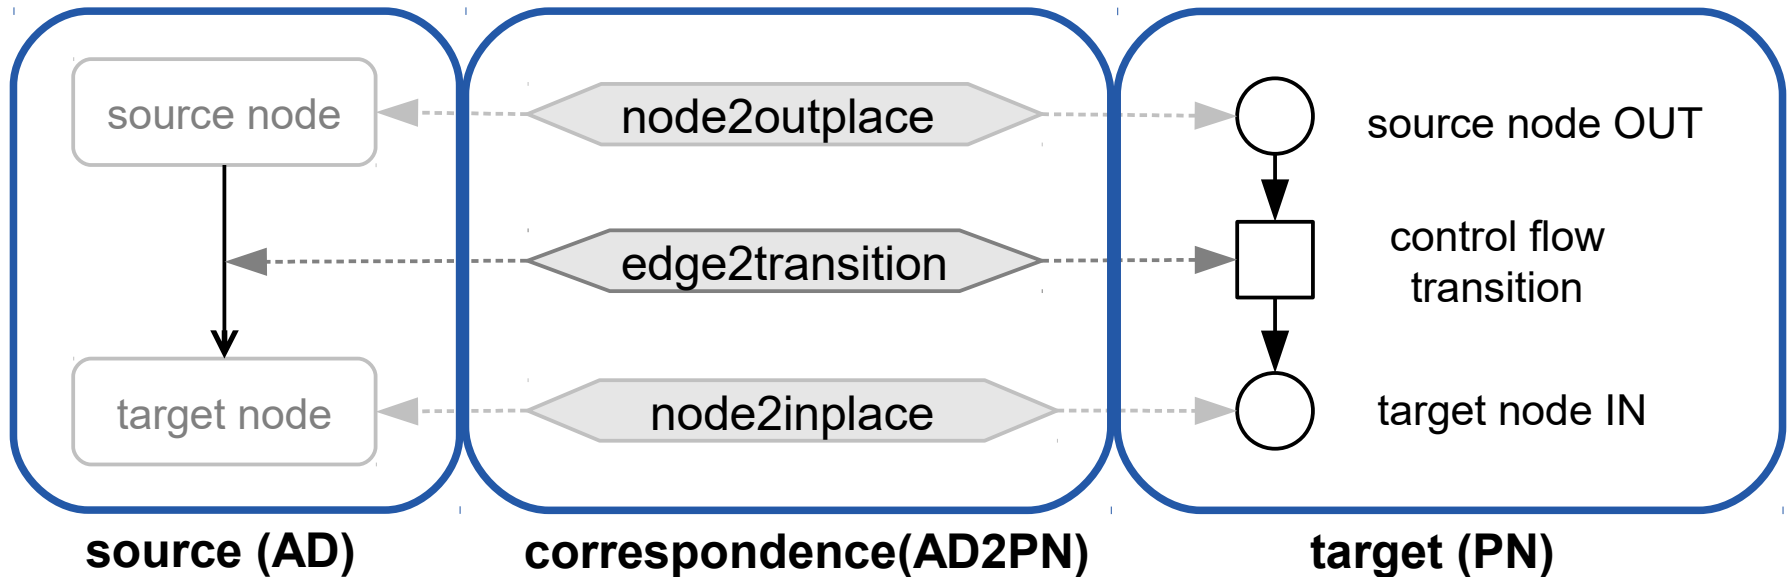 source node
node2outplace
source node OUT
edge2transition
control flow
transition
target node
node2inplace
target node IN
source (AD)
correspondence(AD2PN)
target (PN)